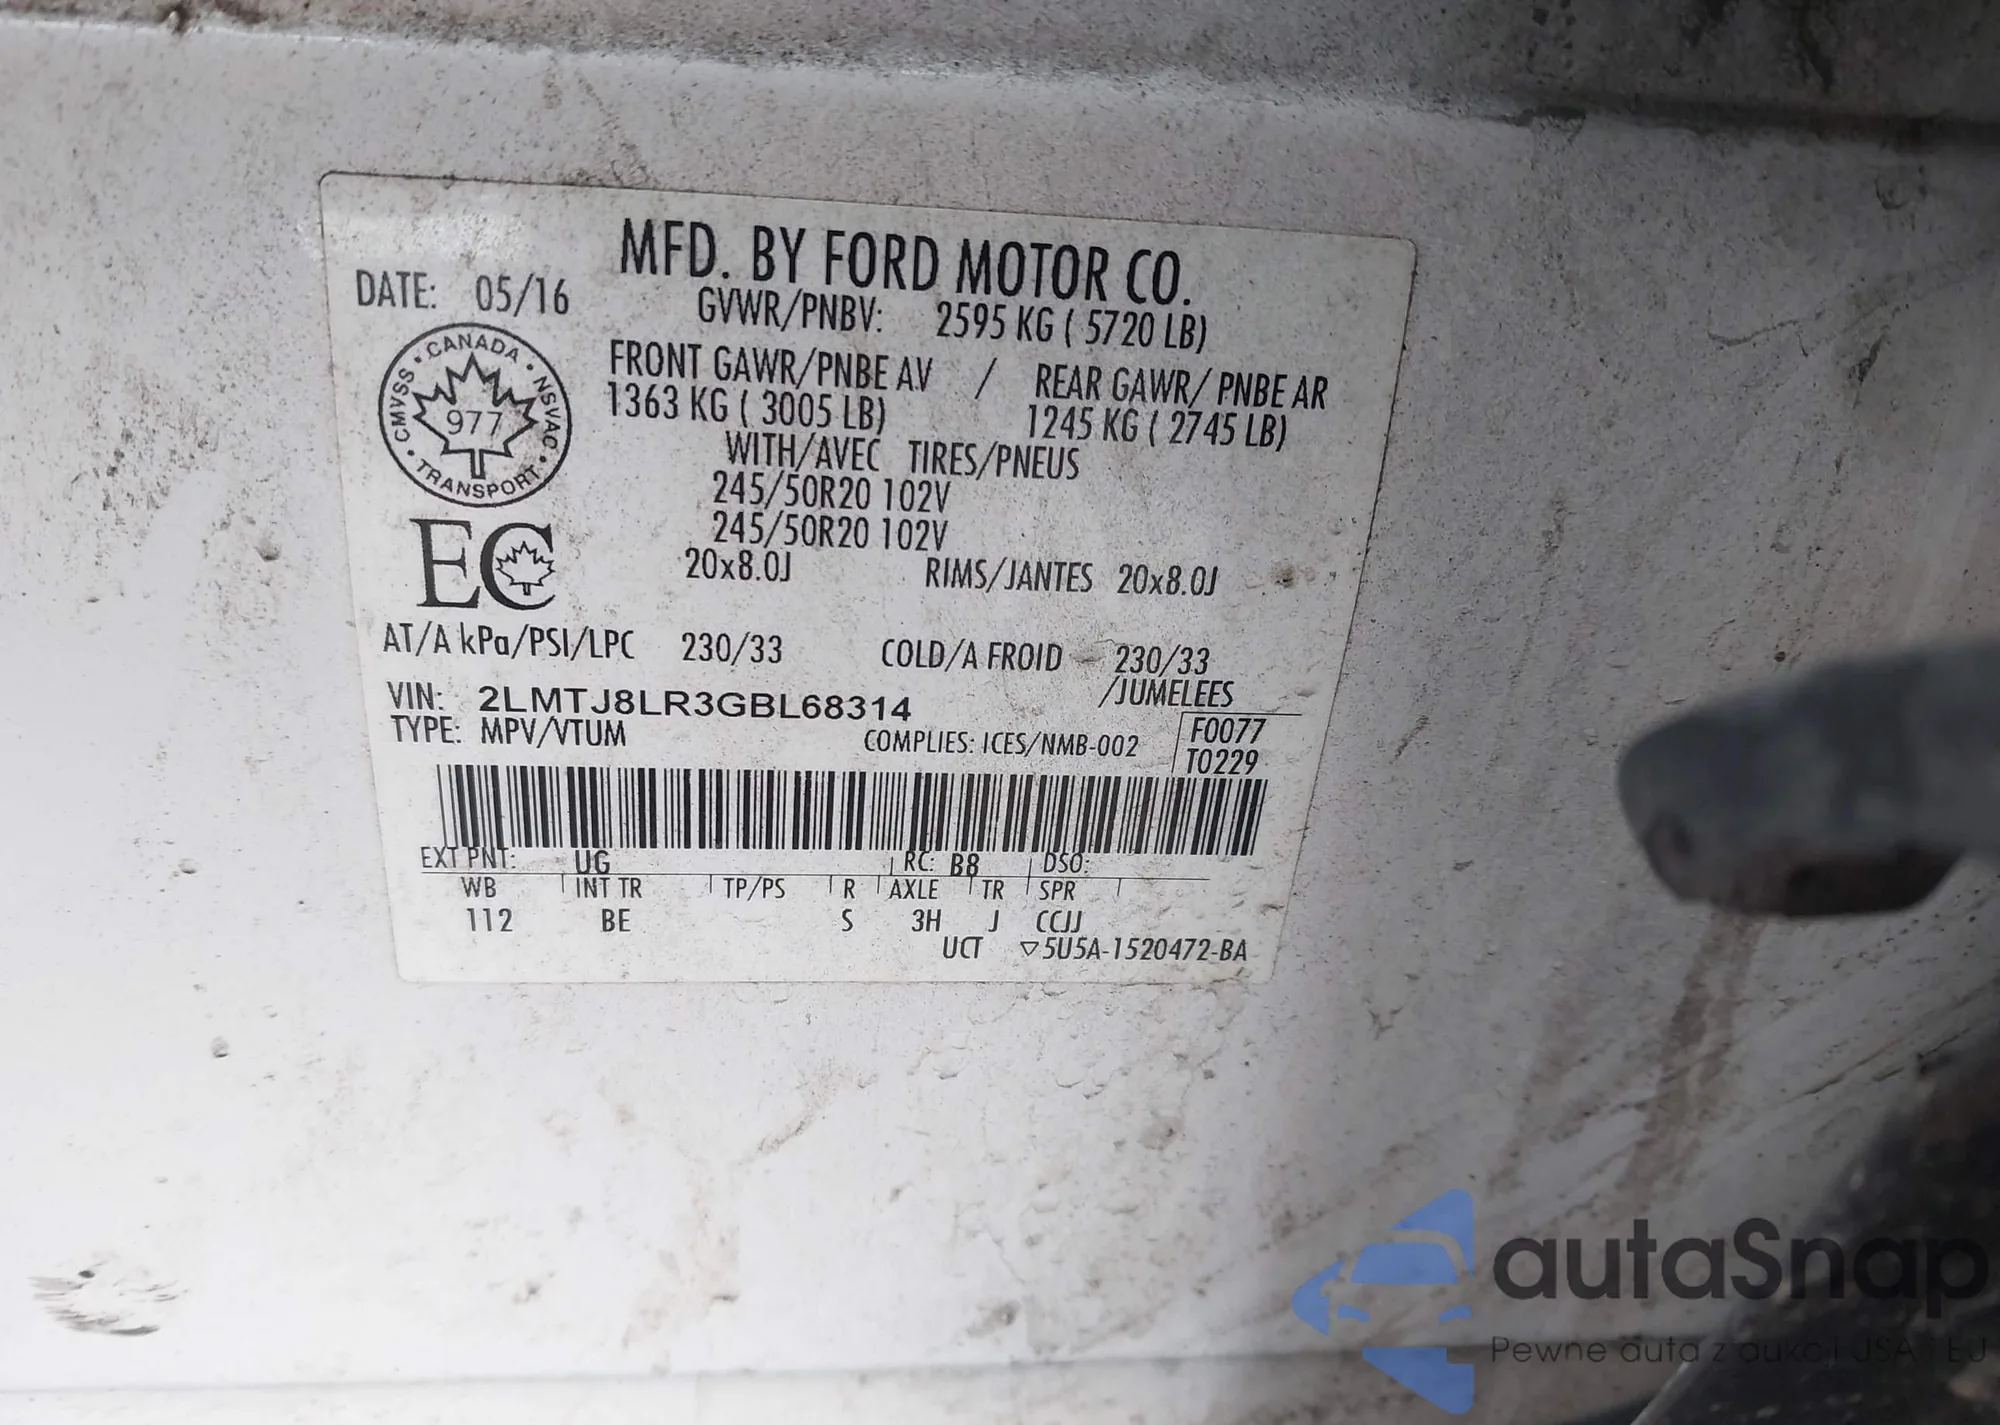 MFD. BY FORD MOTOR CO.
DATE: 05/16
GVWR/PNBV: 2595 KG ( 5720 LB)
FRONT GAWR/PNBE AV / REAR GAWR/ PNBE AR
1363 KG ( 3005 LB) 1245 KG ( 2745 LB)
WITH/AVEC TIRES/PNEUS
245/50R20 102V
245/50R20 102V
20x8.0J RIMS/JANTES 20x8.0J
CANADA
CMVSS NSVAC
977
TRANSPORT
EC
AT/A kPa/PSI/LPC 230/33 COLD/A FROID 230/33
VIN: 2LMTJ8LR3GBL68314 /JUMELEES
TYPE: MPV/VTUM COMPLIES: ICES/NMB-002
F0077
T0229
EXT PNT: UG RC: B8 DSO:
WB INT TR TP/PS R AXLE TR SPR
112 BE S 3H J CCJJ
UCT 5U5A-1520472-BA
autaSnap
Pewne auta z aukcji USA i EU